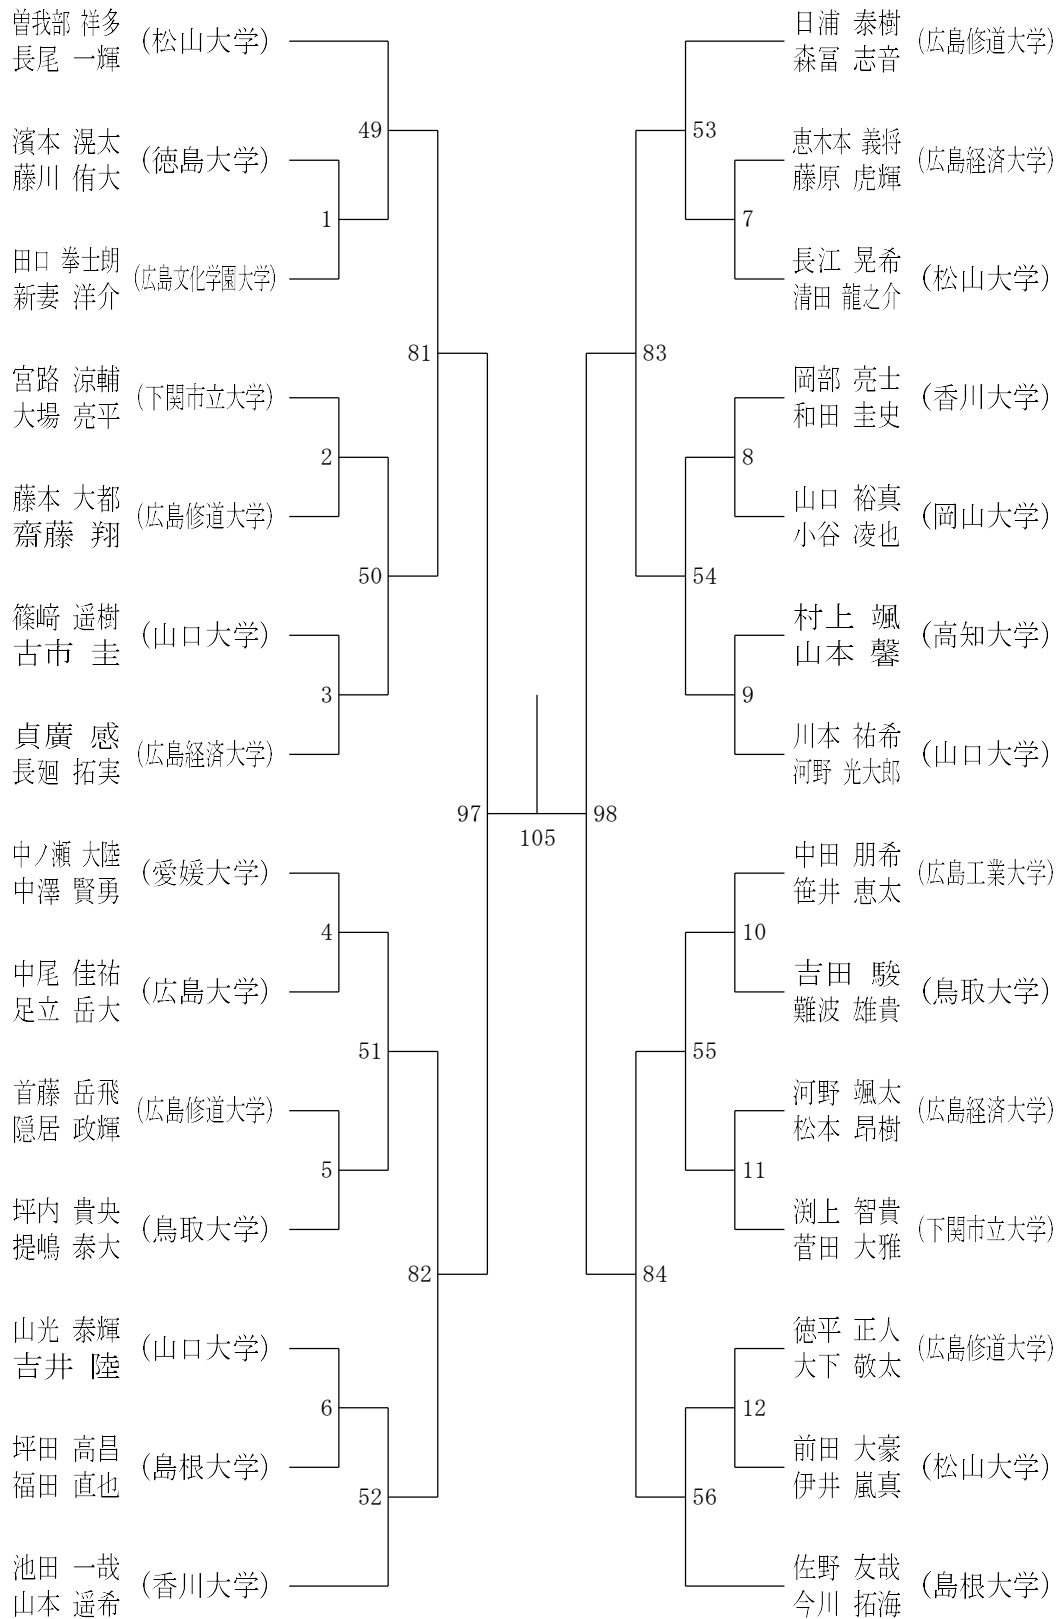 曽我部 祥多
長尾 一輝
(松山大学)
濱本 滉太
藤川 侑大
(徳島大学)
田口 拳士朗
新妻 洋介
(広島文化学園大学)
宮路 涼輔
大場 亮平
(下関市立大学)
藤本 大都
齋藤 翔
(広島修道大学)
篠﨑 遥樹
古市 圭
(山口大学)
貞廣 感
長廻 拓実
(広島経済大学)
中ノ瀬 大陸
中澤 賢勇
(愛媛大学)
中尾 佳祐
足立 岳大
(広島大学)
首藤 岳飛
隠居 政輝
(広島修道大学)
坪内 貴央
提嶋 泰大
(鳥取大学)
山光 泰輝
吉井 陸
(山口大学)
坪田 高昌
福田 直也
(島根大学)
池田 一哉
山本 遥希
(香川大学)
49
1
81
2
50
3
97
4
51
5
82
6
52
105
98
53
7
83
8
54
9
10
55
11
84
12
56
日浦 泰樹
森冨 志音
(広島修道大学)
恵木本 義将
藤原 虎輝
(広島経済大学)
長江 晃希
清田 龍之介
(松山大学)
岡部 亮士
和田 圭史
(香川大学)
山口 裕真
小谷 凌也
(岡山大学)
村上 颯
山本 馨
(高知大学)
川本 祐希
河野 光大郎
(山口大学)
中田 朋希
笹井 恵太
(広島工業大学)
吉田 駿
難波 雄貴
(鳥取大学)
河野 颯太
松本 昂樹
(広島経済大学)
渕上 智貴
菅田 大雅
(下関市立大学)
徳平 正人
大下 敬太
(広島修道大学)
前田 大豪
伊井 嵐真
(松山大学)
佐野 友哉
今川 拓海
(島根大学)